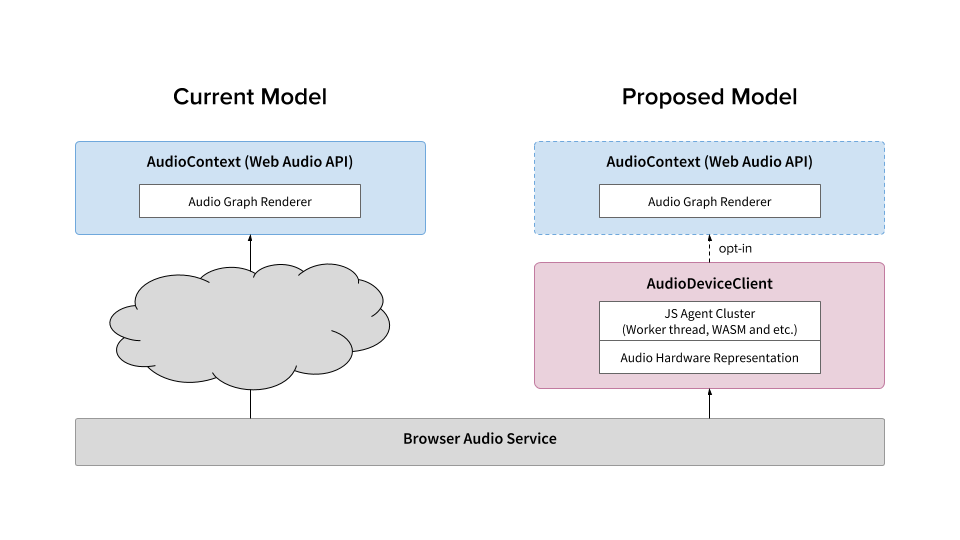 Current Model
AudioContext (Web Audio API)
Audio Graph Renderer
Proposed Model
AudioContext (Web Audio API)
Audio Graph Renderer
opt-in
AudioDeviceClient
JS Agent Cluster
(Worker thread, WASM and etc.)
Audio Hardware Representation
Browser Audio Service